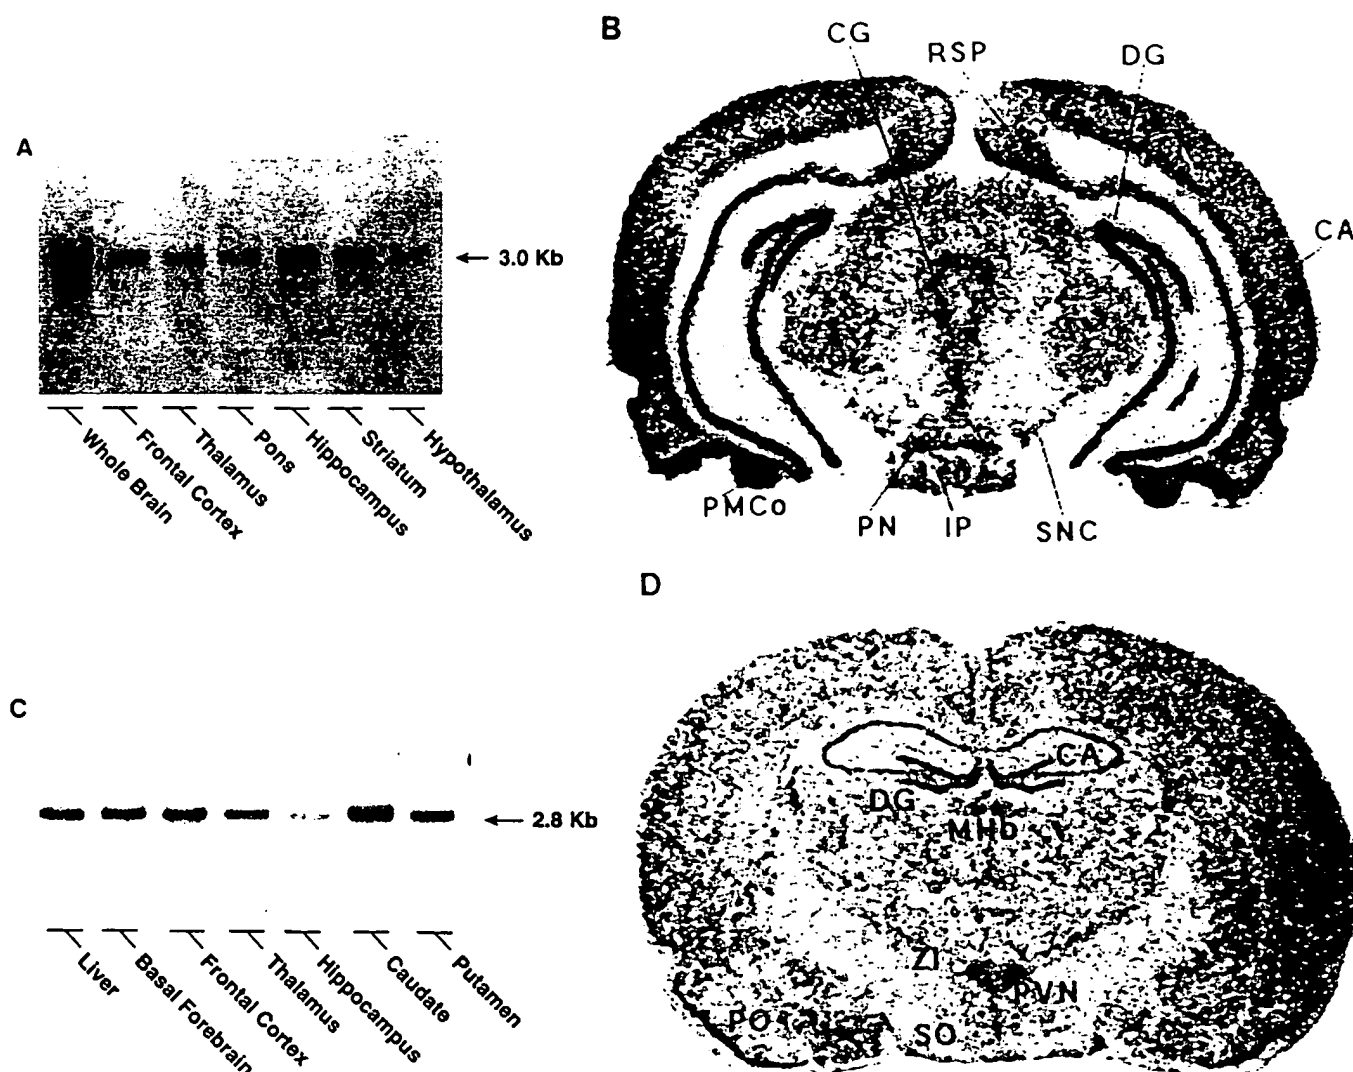 A
3.0 Kb
Whole Brain
Frontal Cortex
Thalamus
Pons
Hippocampus
Striatum
Hypothalamus
B
CG
RSP
DG
CA
PMCo
PN
IP
SNC
C
2.8 Kb
Liver
Basal Forebrain
Frontal Cortex
Thalamus
Hippocampus
Caudate
Putamen
D
CA
DG
MHb
ZI
PVN
PO
SO